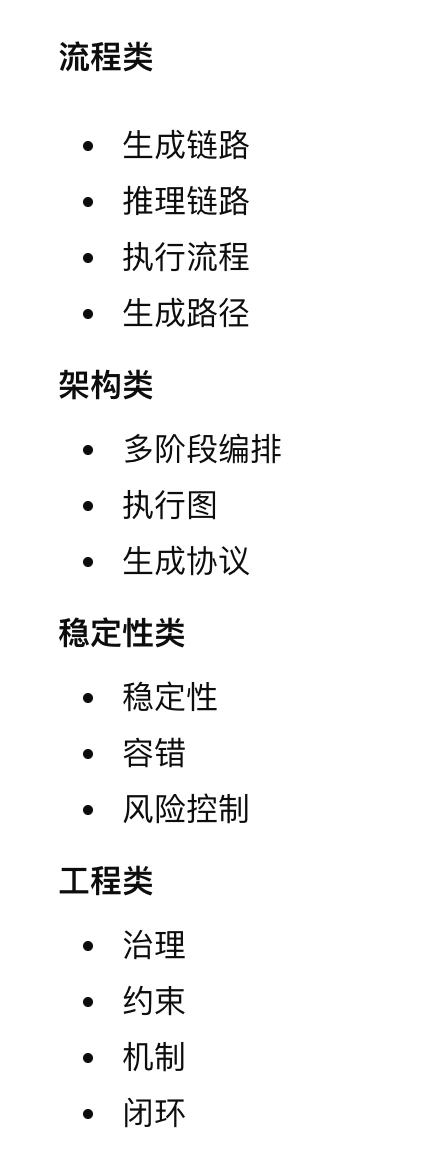 流程类
• 生成链路
• 推理链路
• 执行流程
• 生成路径
架构类
• 多阶段编排
• 执行图
• 生成协议
稳定性类
• 稳定性
• 容错
• 风险控制
工程类
• 治理
• 约束
• 机制
• 闭环